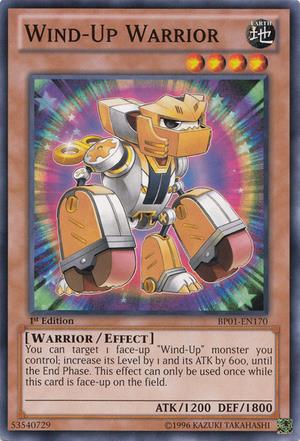 WIND-UP WARRIOR
EARTH
地
1st Edition
BP01-EN170
[WARRIOR / EFFECT]
You can target 1 face-up "Wind-Up" monster you
control; increase its Level by 1 and its ATK by 600, until
the End Phase. This effect can only be used once while
this card is face-up on the field.
ATK/1200 DEF/1800
53540729
©1996 KAZUKI TAKAHASHI